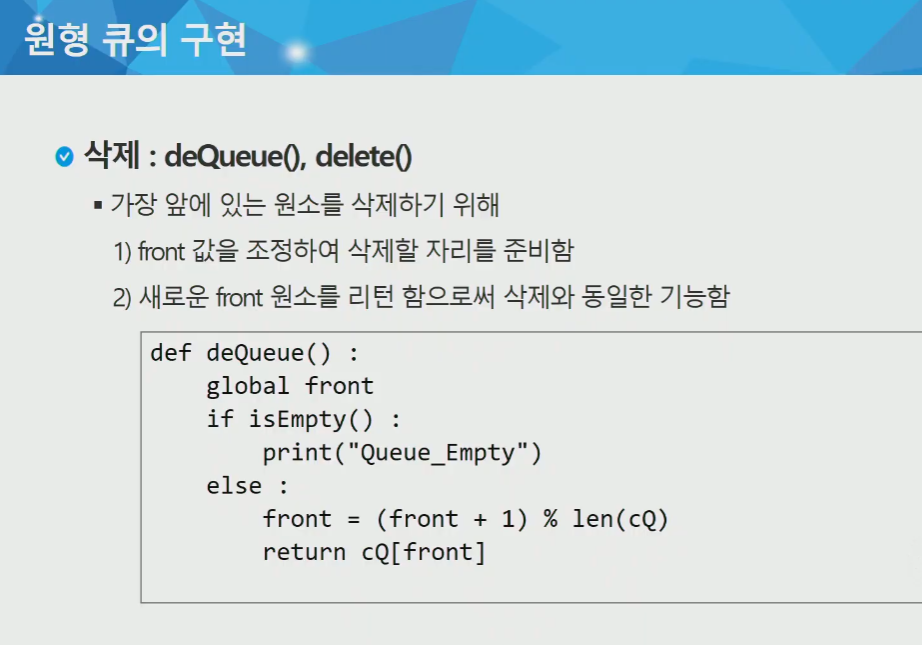 원형 큐의 구현
삭제 : deQueue(), delete()
▪ 가장 앞에 있는 원소를 삭제하기 위해
1) front 값을 조정하여 삭제할 자리를 준비함
2) 새로운 front 원소를 리턴 함으로써 삭제와 동일한 기능함
def deQueue() :
    global front
    if isEmpty() :
        print("Queue_Empty")
    else :
        front = (front + 1) % len(cQ)
        return cQ[front]